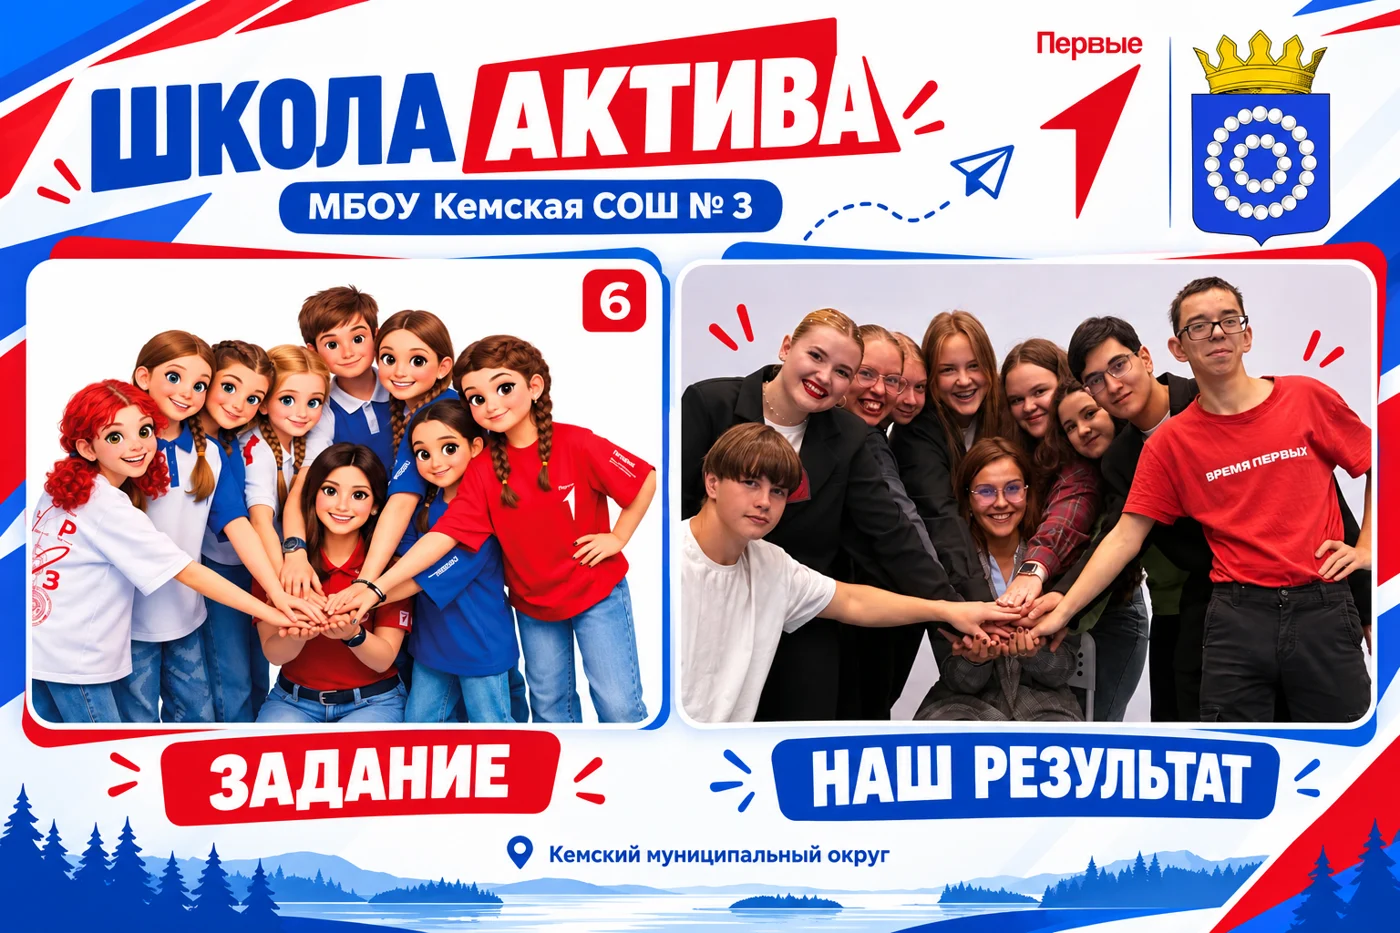 ШКОЛА АКТИВА
МБОУ Кемская СОШ № 3
Первые
6
Р
З
ВРЕМЯ ПЕРВЫХ
ЗАДАНИЕ
НАШ РЕЗУЛЬТАТ
Кемский муниципальный округ